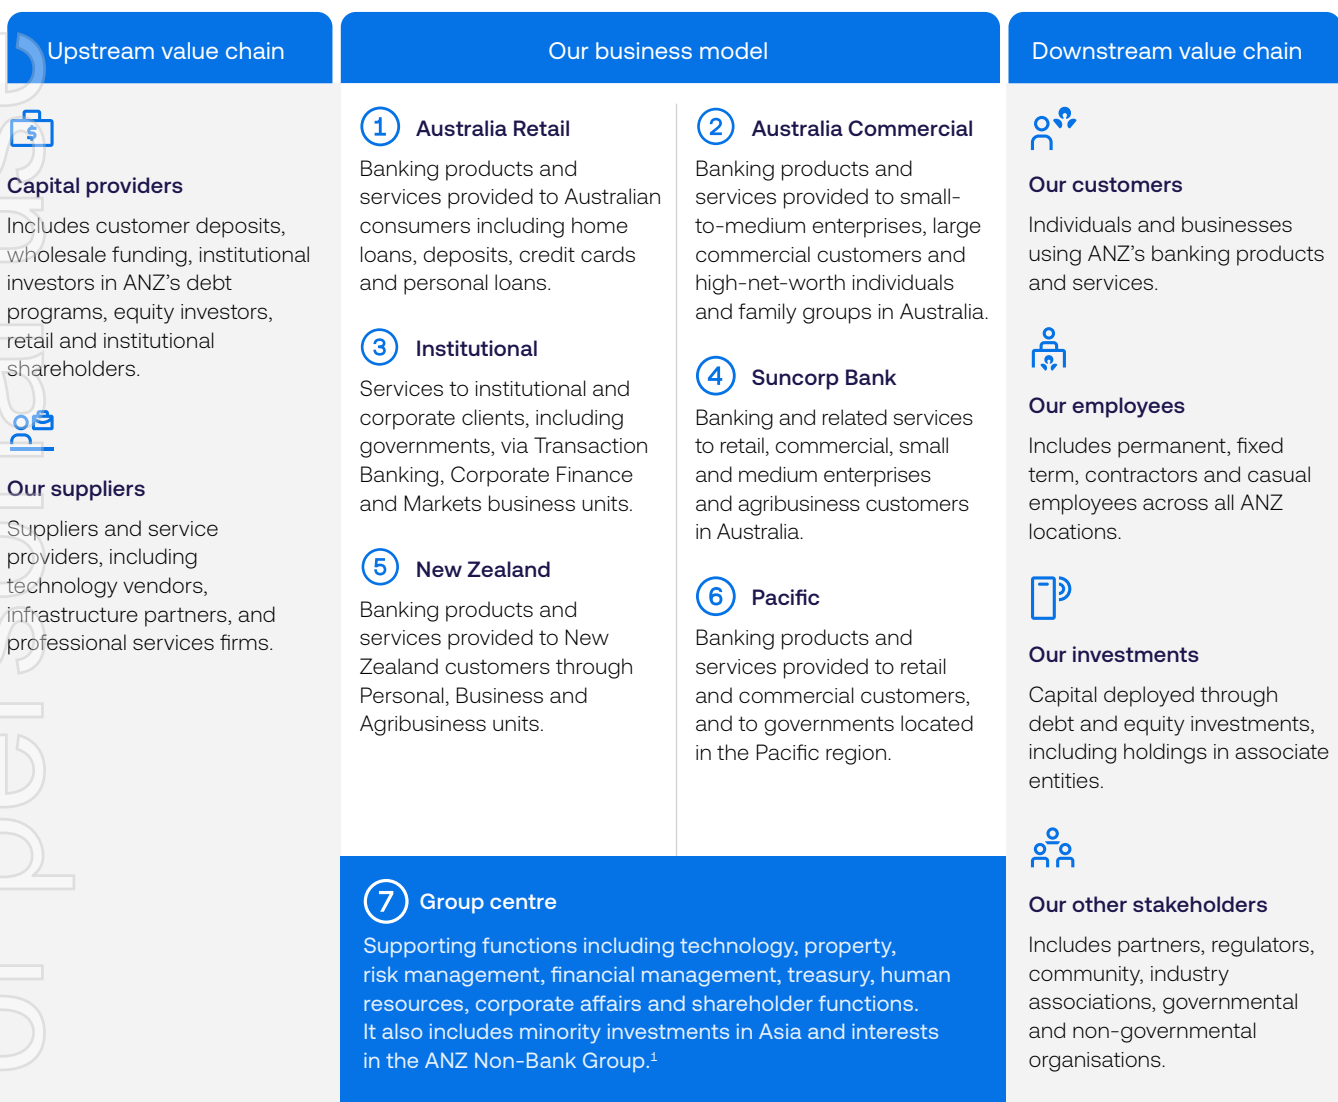 Upstream value chain
Capital providers
Includes customer deposits,
wholesale funding, institutional
investors in ANZ's debt
programs, equity investors,
retail and institutional
shareholders.
Our suppliers
Suppliers and service
providers, including
technology vendors,
infrastructure partners, and
professional services firms.
Our business model
1 Australia Retail
Banking products and
services provided to Australian
consumers including home
loans, deposits, credit cards
and personal loans.
2 Australia Commercial
Banking products and
services provided to small-
to-medium enterprises, large
commercial customers and
high-net-worth individuals
and family groups in Australia.
3 Institutional
Services to institutional and
corporate clients, including
governments, via Transaction
Banking, Corporate Finance
and Markets business units.
4 Suncorp Bank
Banking and related services
to retail, commercial, small
and medium enterprises
and agribusiness customers
in Australia.
5 New Zealand
Banking products and
services provided to New
Zealand customers through
Personal, Business and
Agribusiness units.
6 Pacific
Banking products and
services provided to retail
and commercial customers,
and to governments located
in the Pacific region.
7 Group centre
Supporting functions including technology, property,
risk management, financial management, treasury, human
resources, corporate affairs and shareholder functions.
It also includes minority investments in Asia and interests
in the ANZ Non-Bank Group.¹
Downstream value chain
Our customers
Individuals and businesses
using ANZ's banking products
and services.
Our employees
Includes permanent, fixed
term, contractors and casual
employees across all ANZ
locations.
Our investments
Capital deployed through
debt and equity investments,
including holdings in associate
entities.
Our other stakeholders
Includes partners, regulators,
community, industry
associations, governmental
and non-governmental
organisations.